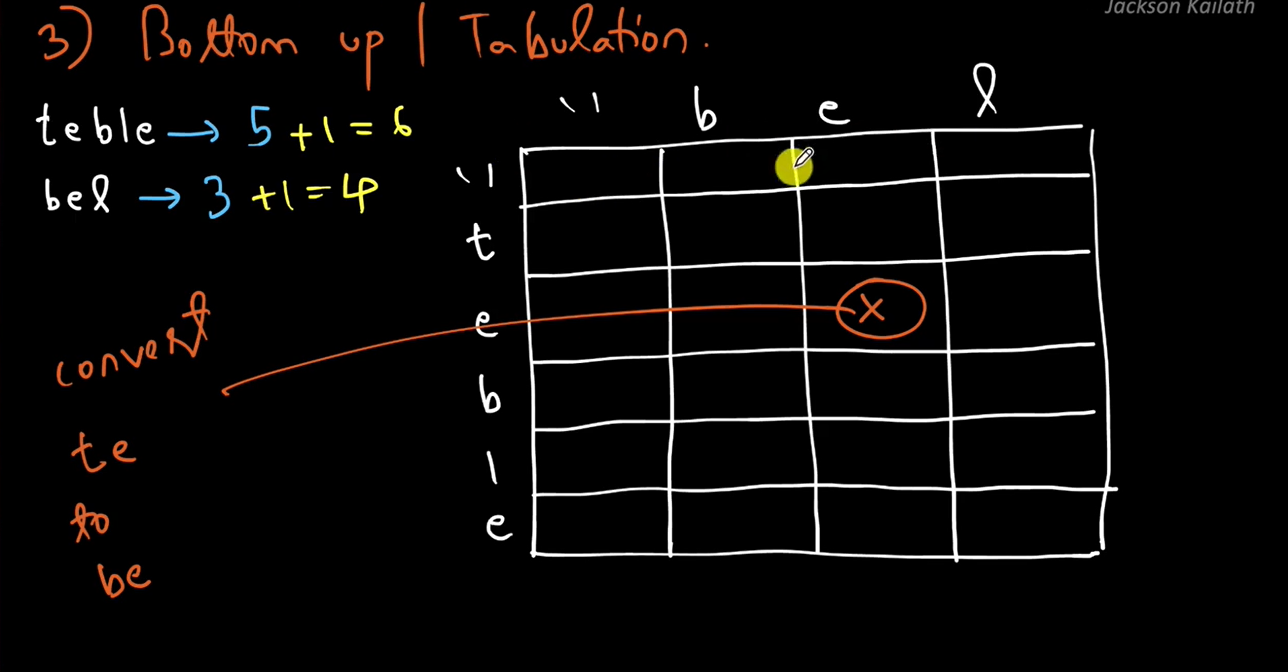 Jackson Kailath
3) Bottom up | Tabulation.
teble → 5 +1 = 6
bel → 3 +1 = 4
" b e l
"
t
e x
b
l
e
convert
te
to
be